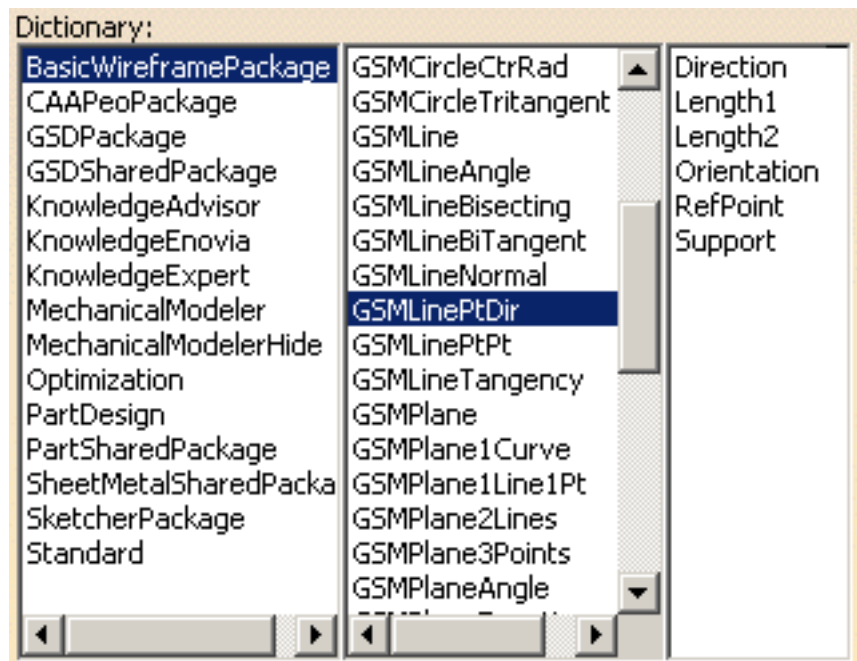 Dictionary:
BasicWireframePackage
CAAPeoPackage
GSDPackage
GSDSharedPackage
KnowledgeAdvisor
KnowledgeEnovia
KnowledgeExpert
MechanicalModeler
MechanicalModelerHide
Optimization
PartDesign
PartSharedPackage
SheetMetalSharedPacka
SketcherPackage
Standard
GSMCircleCtrRad
GSMCircleTritangent
GSMLine
GSMLineAngle
GSMLineBisecting
GSMLineBiTangent
GSMLineNormal
GSMLinePtDir
GSMLinePtPt
GSMLineTangency
GSMPlane
GSMPlane1Curve
GSMPlane1Line1Pt
GSMPlane2Lines
GSMPlane3Points
GSMPlaneAngle
Direction
Length1
Length2
Orientation
RefPoint
Support